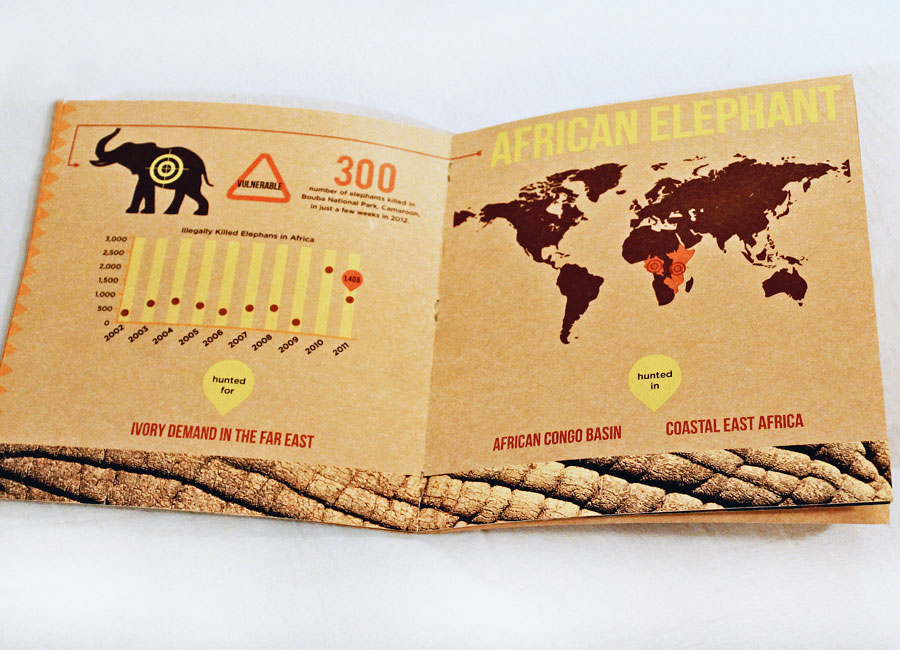 VULNERABLE
300
number of elephants killed in
Bouba National Park, Camaroon,
in just a few weeks in 2012.
Illegally Killed Elephans in Africa
3,000
2,500
2,000
1,500
1,000
500
0
1,408
2002 2003 2004 2005 2006 2007 2008 2009 2010 2011
hunted
for
IVORY DEMAND IN THE FAR EAST
AFRICAN ELEPHANT
hunted
in
AFRICAN CONGO BASIN
COASTAL EAST AFRICA